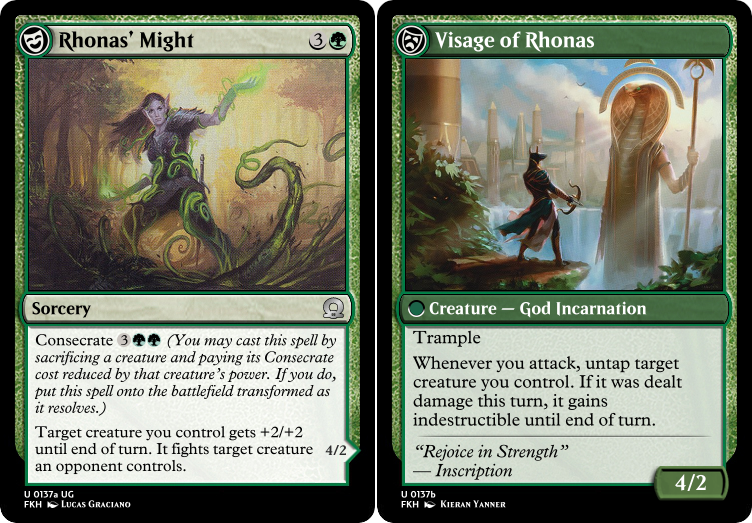 Rhonas' Might 3
Sorcery
Consecrate 3 (You may cast this spell by
sacrificing a creature and paying its Consecrate
cost reduced by that creature's power. If you do,
put this spell onto the battlefield transformed as
it resolves.)
Target creature you control gets +2/+2
until end of turn. It fights target creature
an opponent controls.
4/2
U 0137a UG
FKH Lucas Graciano
Visage of Rhonas
Creature — God Incarnation
Trample
Whenever you attack, untap target
creature you control. If it was dealt
damage this turn, it gains
indestructible until end of turn.
“Rejoice in Strength”
— Inscription
4/2
U 0137b
FKH Kieran Yanner